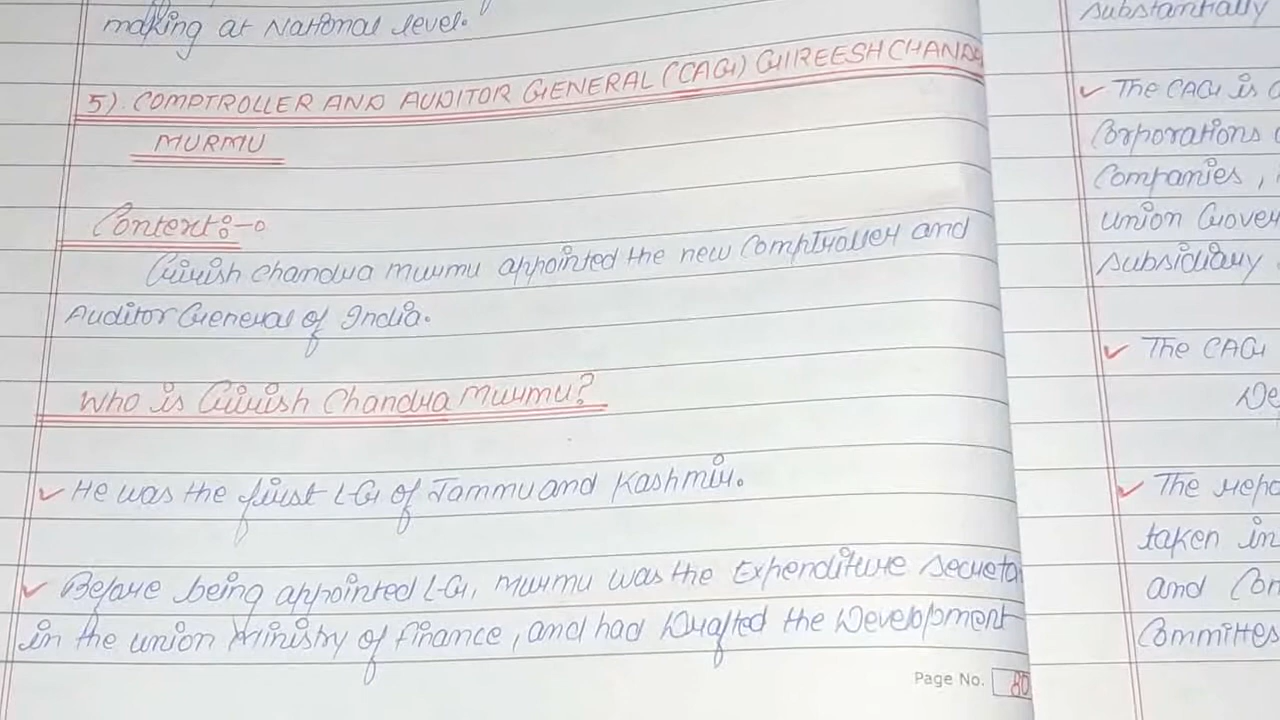 making at National level."
5). COMPTROLLER AND AUDITOR GENERAL (CAG) GIREESH CHAND
MURMU
Context:-
Girish chandra murmu appointed the new Comptroller and
Auditor General of India.
Who is Girish Chandra Murmu?
✓ He was the first L-G of Jammu and Kashmir.
✓ Before being appointed L-G, murmu was the Expenditure secreta
in the union Ministry of finance, and had Drafted the Development
Page No. 80
substantially
✓ The CAG is
Corporations
Companies,
union Gover
subsidiary
✓ The CAG
De
✓ The repo
taken in
and Con
Committes